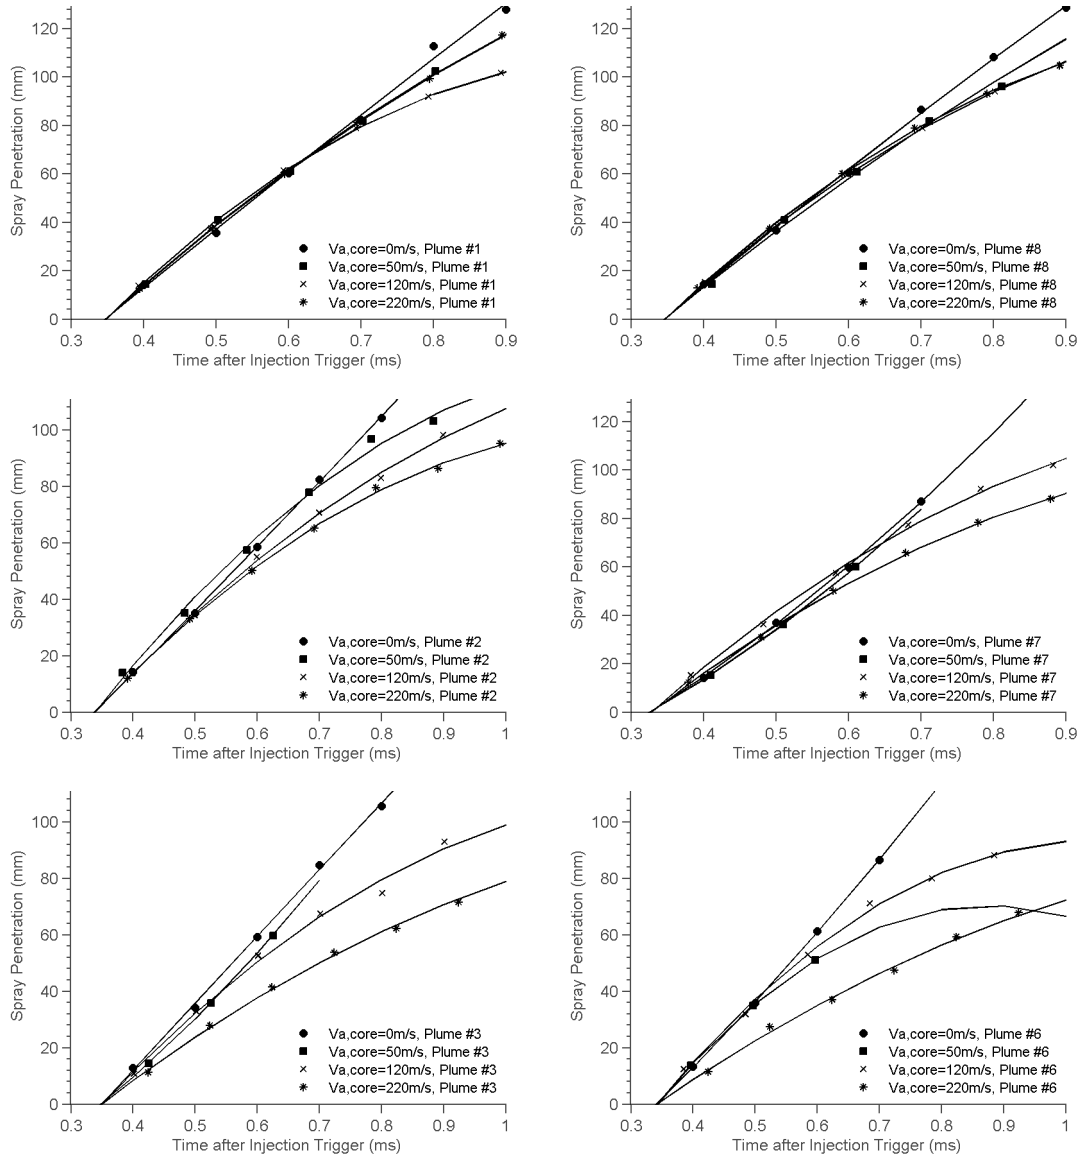 120
100
80
60
40
20
0
Spray Penetration (mm)
Va,core=0m/s, Plume #1
Va,core=50m/s, Plume #1
Va,core=120m/s, Plume #1
Va,core=220m/s, Plume #1
0.3 0.4 0.5 0.6 0.7 0.8 0.9
Time after Injection Trigger (ms)
120
100
80
60
40
20
0
Spray Penetration (mm)
Va,core=0m/s, Plume #8
Va,core=50m/s, Plume #8
Va,core=120m/s, Plume #8
Va,core=220m/s, Plume #8
0.3 0.4 0.5 0.6 0.7 0.8 0.9
Time after Injection Trigger (ms)
100
80
60
40
20
0
Spray Penetration (mm)
Va,core=0m/s, Plume #2
Va,core=50m/s, Plume #2
Va,core=120m/s, Plume #2
Va,core=220m/s, Plume #2
0.3 0.4 0.5 0.6 0.7 0.8 0.9 1
Time after Injection Trigger (ms)
120
100
80
60
40
20
0
Spray Penetration (mm)
Va,core=0m/s, Plume #7
Va,core=50m/s, Plume #7
Va,core=120m/s, Plume #7
Va,core=220m/s, Plume #7
0.3 0.4 0.5 0.6 0.7 0.8 0.9
Time after Injection Trigger (ms)
100
80
60
40
20
0
Spray Penetration (mm)
Va,core=0m/s, Plume #3
Va,core=50m/s, Plume #3
Va,core=120m/s, Plume #3
Va,core=220m/s, Plume #3
0.3 0.4 0.5 0.6 0.7 0.8 0.9 1
Time after Injection Trigger (ms)
100
80
60
40
20
0
Spray Penetration (mm)
Va,core=0m/s, Plume #6
Va,core=50m/s, Plume #6
Va,core=120m/s, Plume #6
Va,core=220m/s, Plume #6
0.3 0.4 0.5 0.6 0.7 0.8 0.9 1
Time after Injection Trigger (ms)